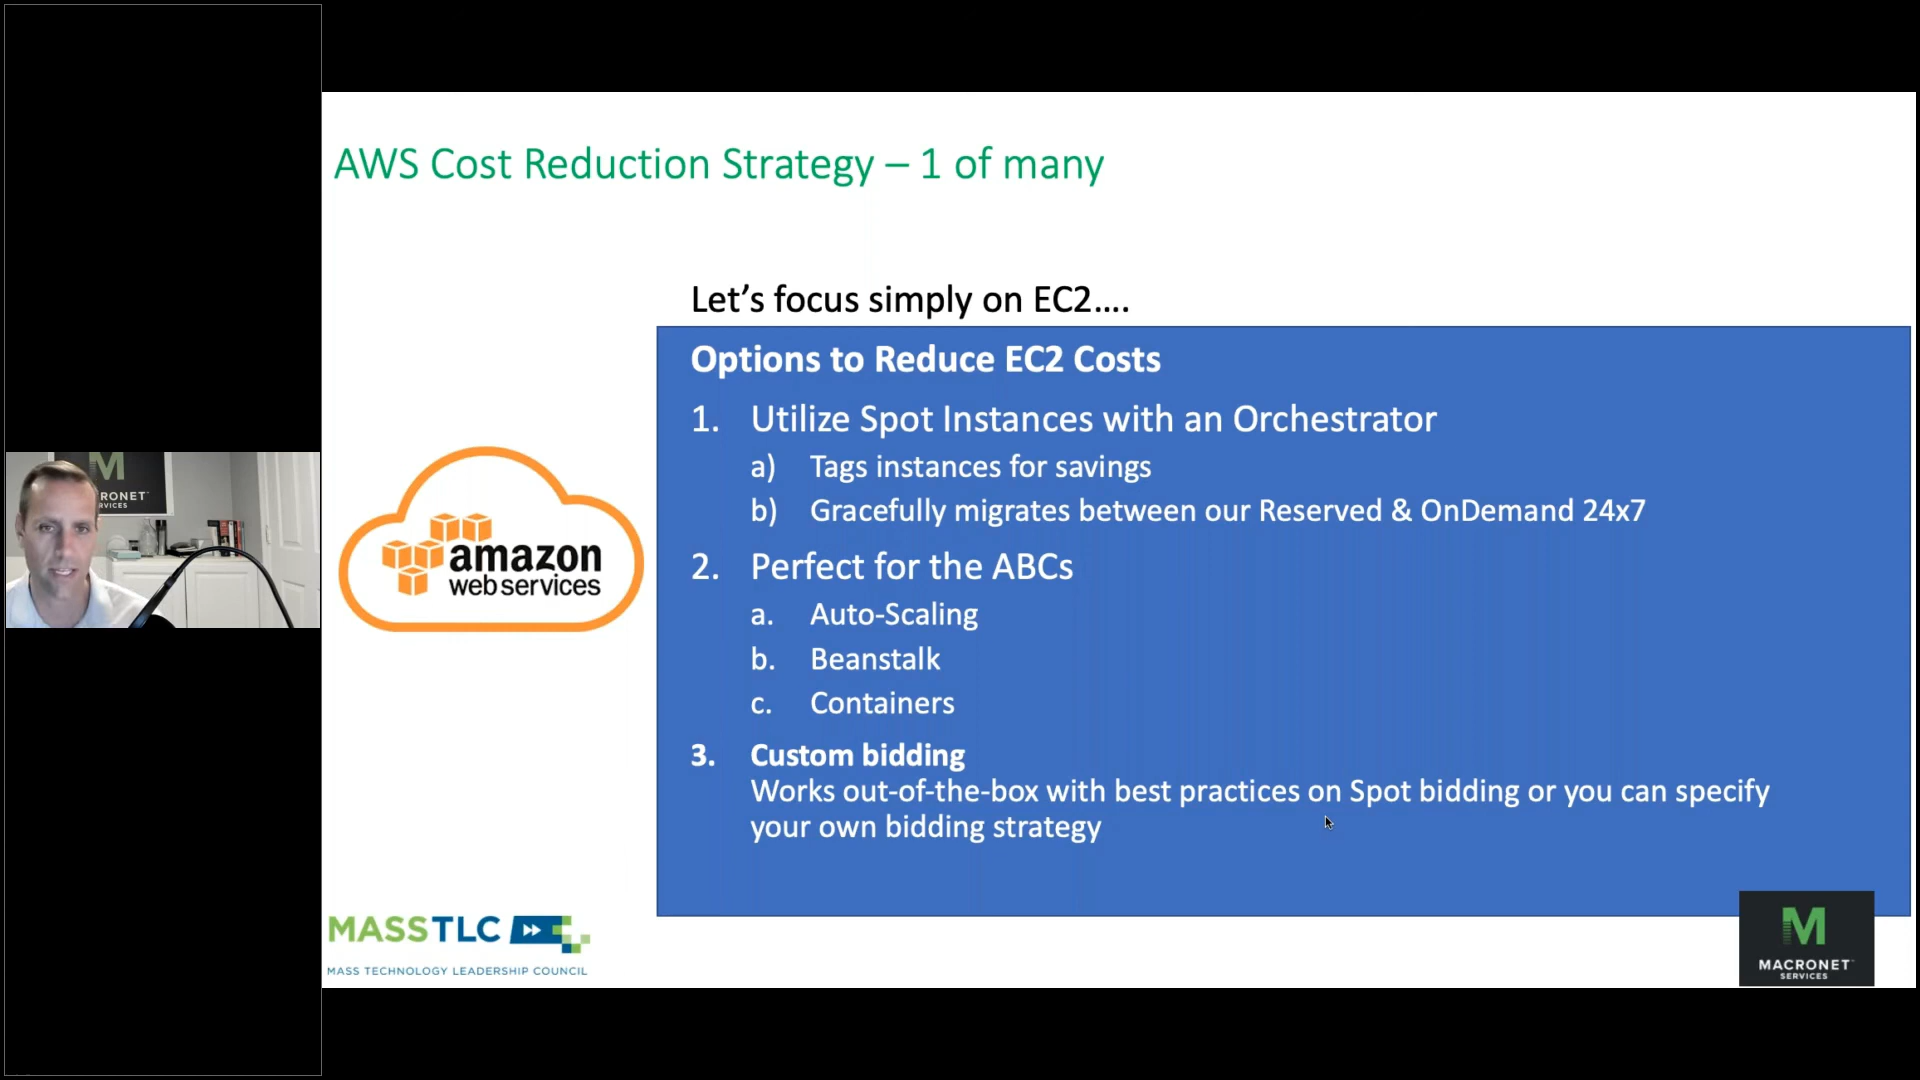 AWS Cost Reduction Strategy – 1 of many
Let's focus simply on EC2....
Options to Reduce EC2 Costs
1. Utilize Spot Instances with an Orchestrator
a) Tags instances for savings
b) Gracefully migrates between our Reserved & OnDemand 24x7
2. Perfect for the ABCs
a. Auto-Scaling
b. Beanstalk
c. Containers
3. Custom bidding
Works out-of-the-box with best practices on Spot bidding or you can specify
your own bidding strategy
amazon
web services
M
RONET
RVICES
MASSTLC
MASS TECHNOLOGY LEADERSHIP COUNCIL
M
MACRONET
SERVICES